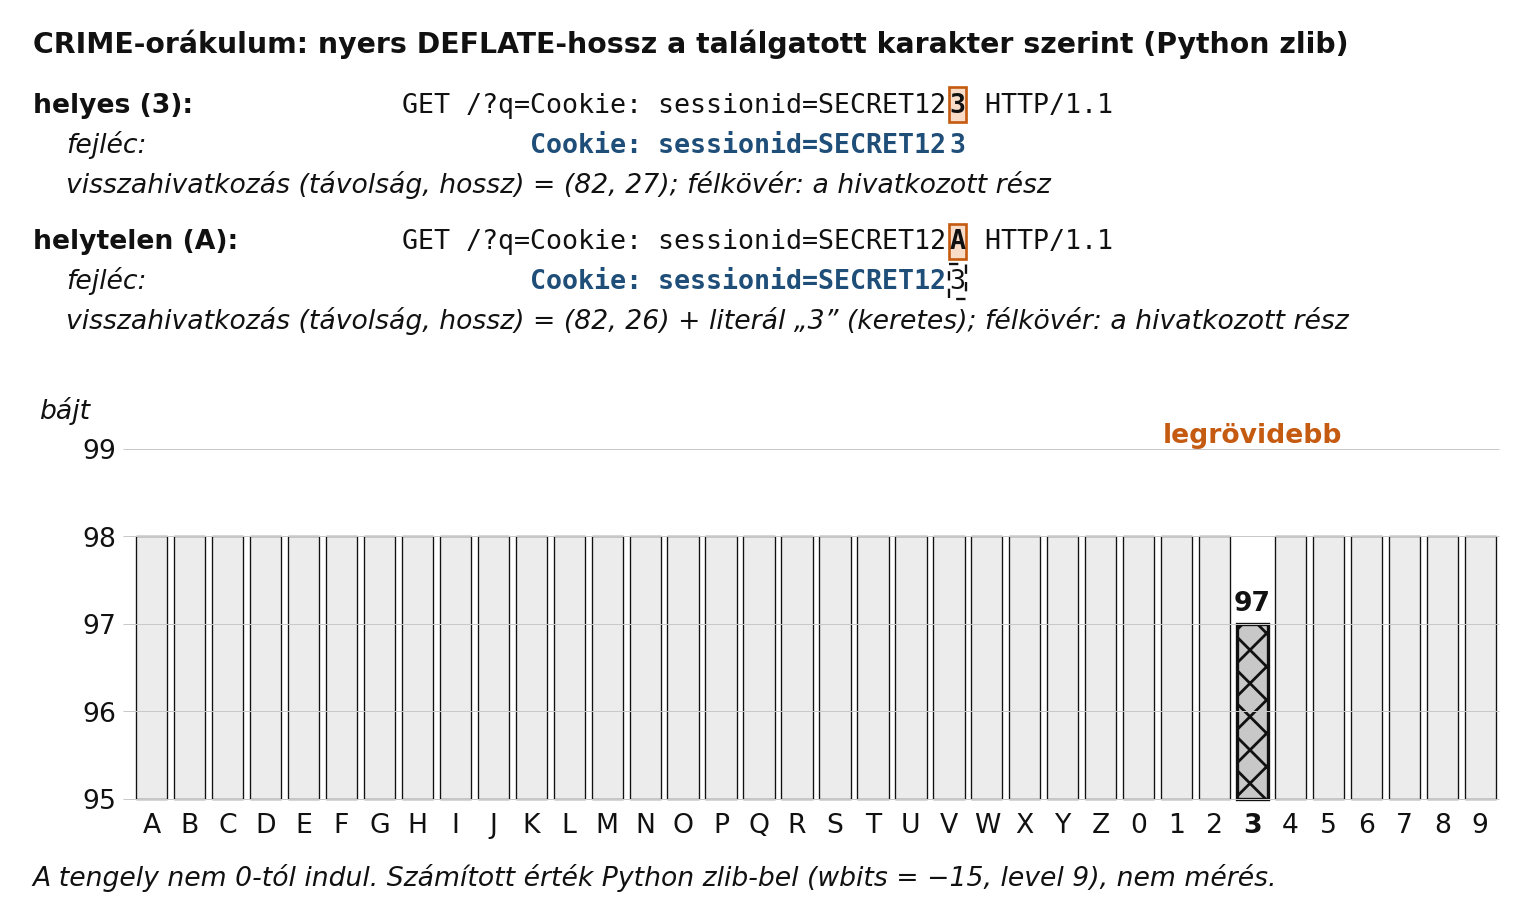 CRIME-orákulum: nyers DEFLATE-hossz a találgatott karakter szerint (Python zlib)
helyes (3): GET /?q=Cookie: sessionid=SECRET123 HTTP/1.1
fejléc: Cookie: sessionid=SECRET123
visszahivatkozás (távolság, hossz) = (82, 27); félkövér: a hivatkozott rész
helytelen (A): GET /?q=Cookie: sessionid=SECRET12A HTTP/1.1
fejléc: Cookie: sessionid=SECRET123
visszahivatkozás (távolság, hossz) = (82, 26) + literál „3” (keretes); félkövér: a hivatkozott rész
bájt
legrövidebb
99
98
97
97
96
95
A B C D E F G H I J K L M N O P Q R S T U V W X Y Z 0 1 2 3 4 5 6 7 8 9
A tengely nem 0-tól indul. Számított érték Python zlib-bel (wbits = −15, level 9), nem mérés.